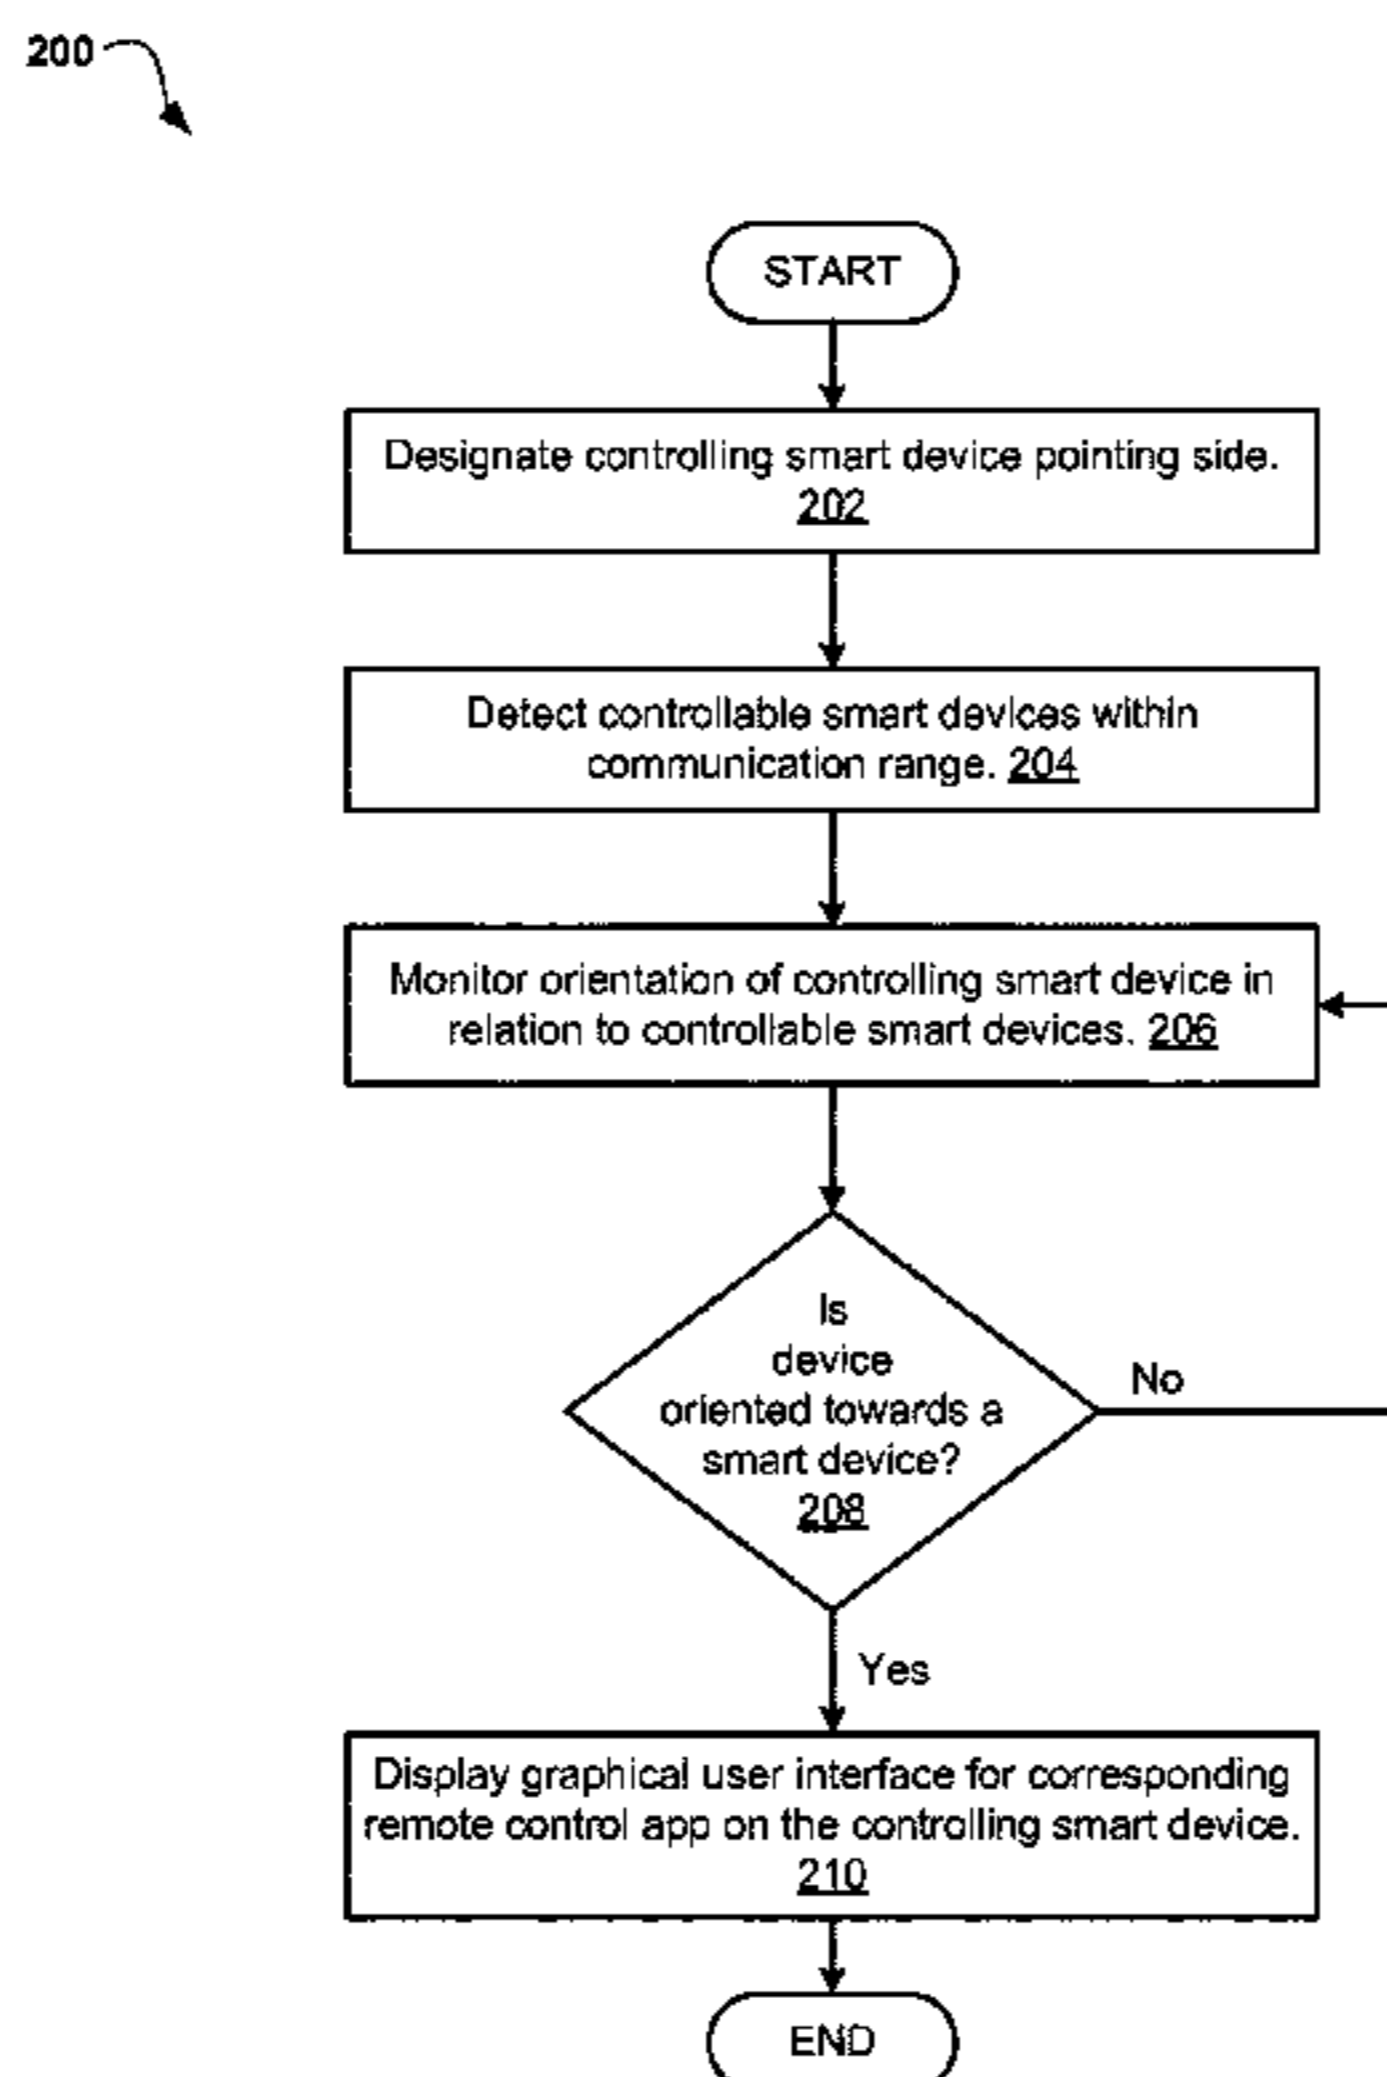 200
START
Designate controlling smart device pointing side.
202
Detect controllable smart devices within
communication range. 204
Monitor orientation of controlling smart device in
relation to controllable smart devices. 206
Is
device
oriented towards a
smart device?
208
No
Yes
Display graphical user interface for corresponding
remote control app on the controlling smart device.
210
END